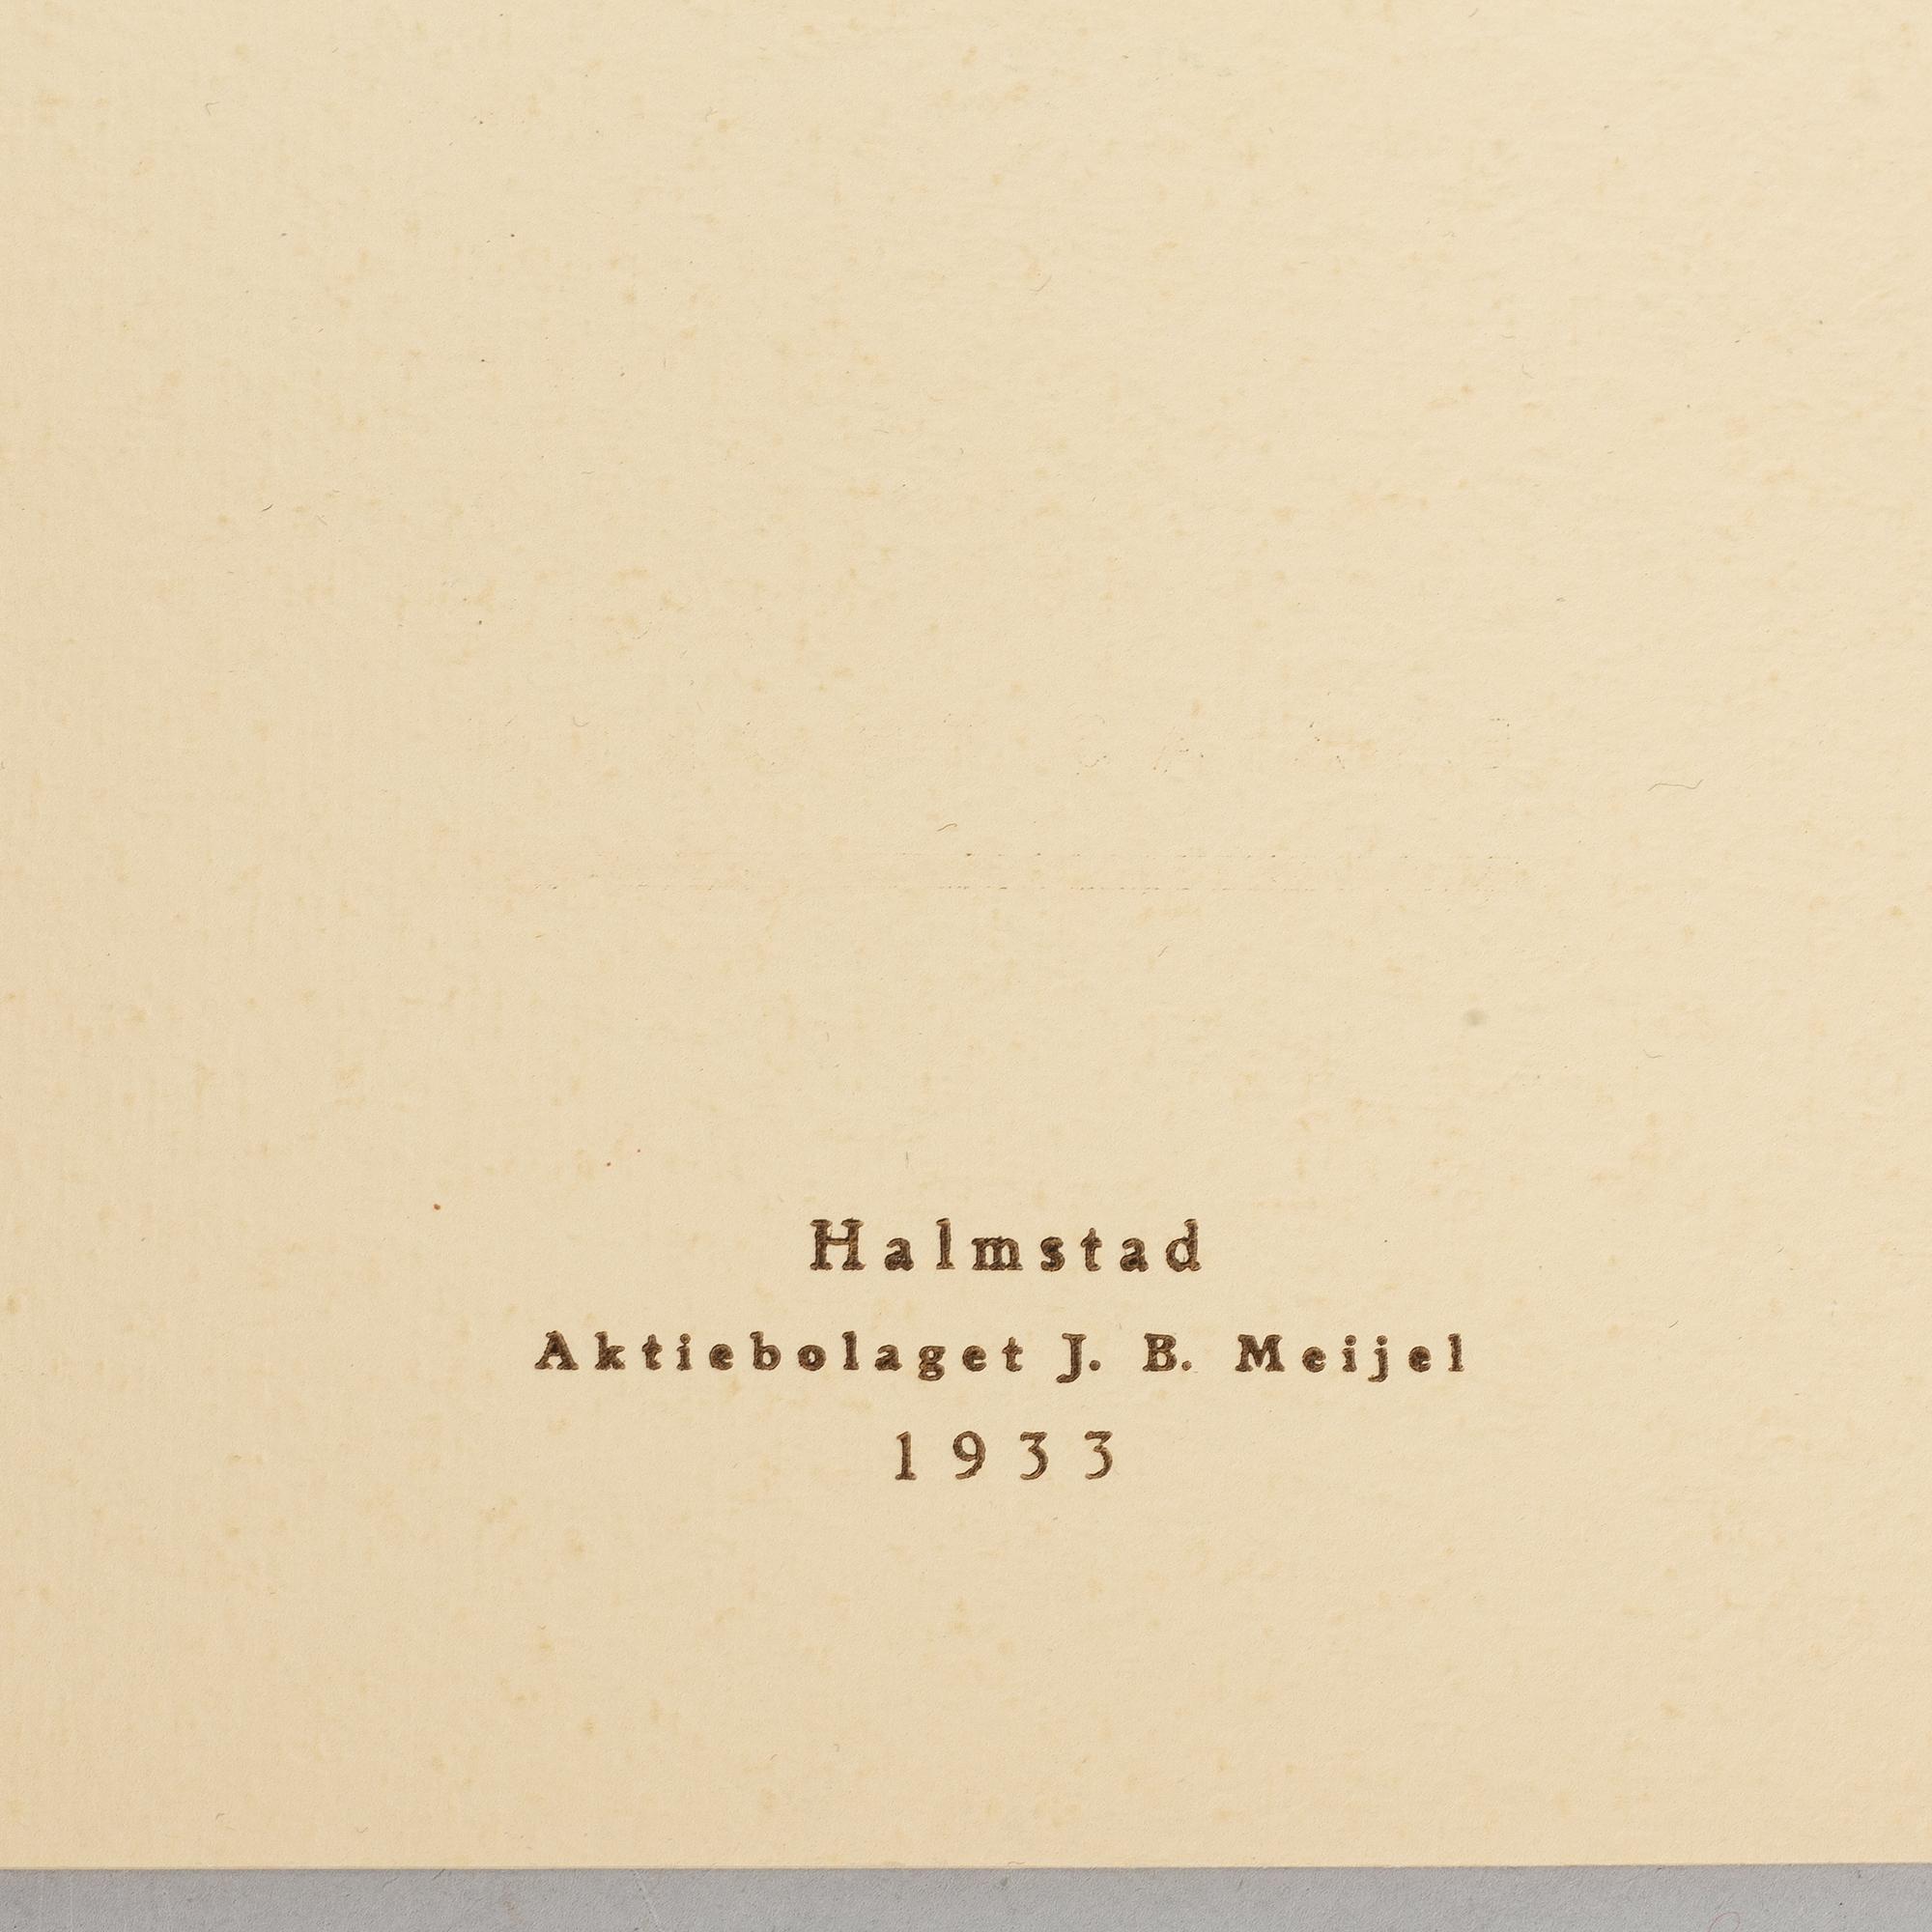 Halmstad
Aktiebolaget J. B. Meijel
1933